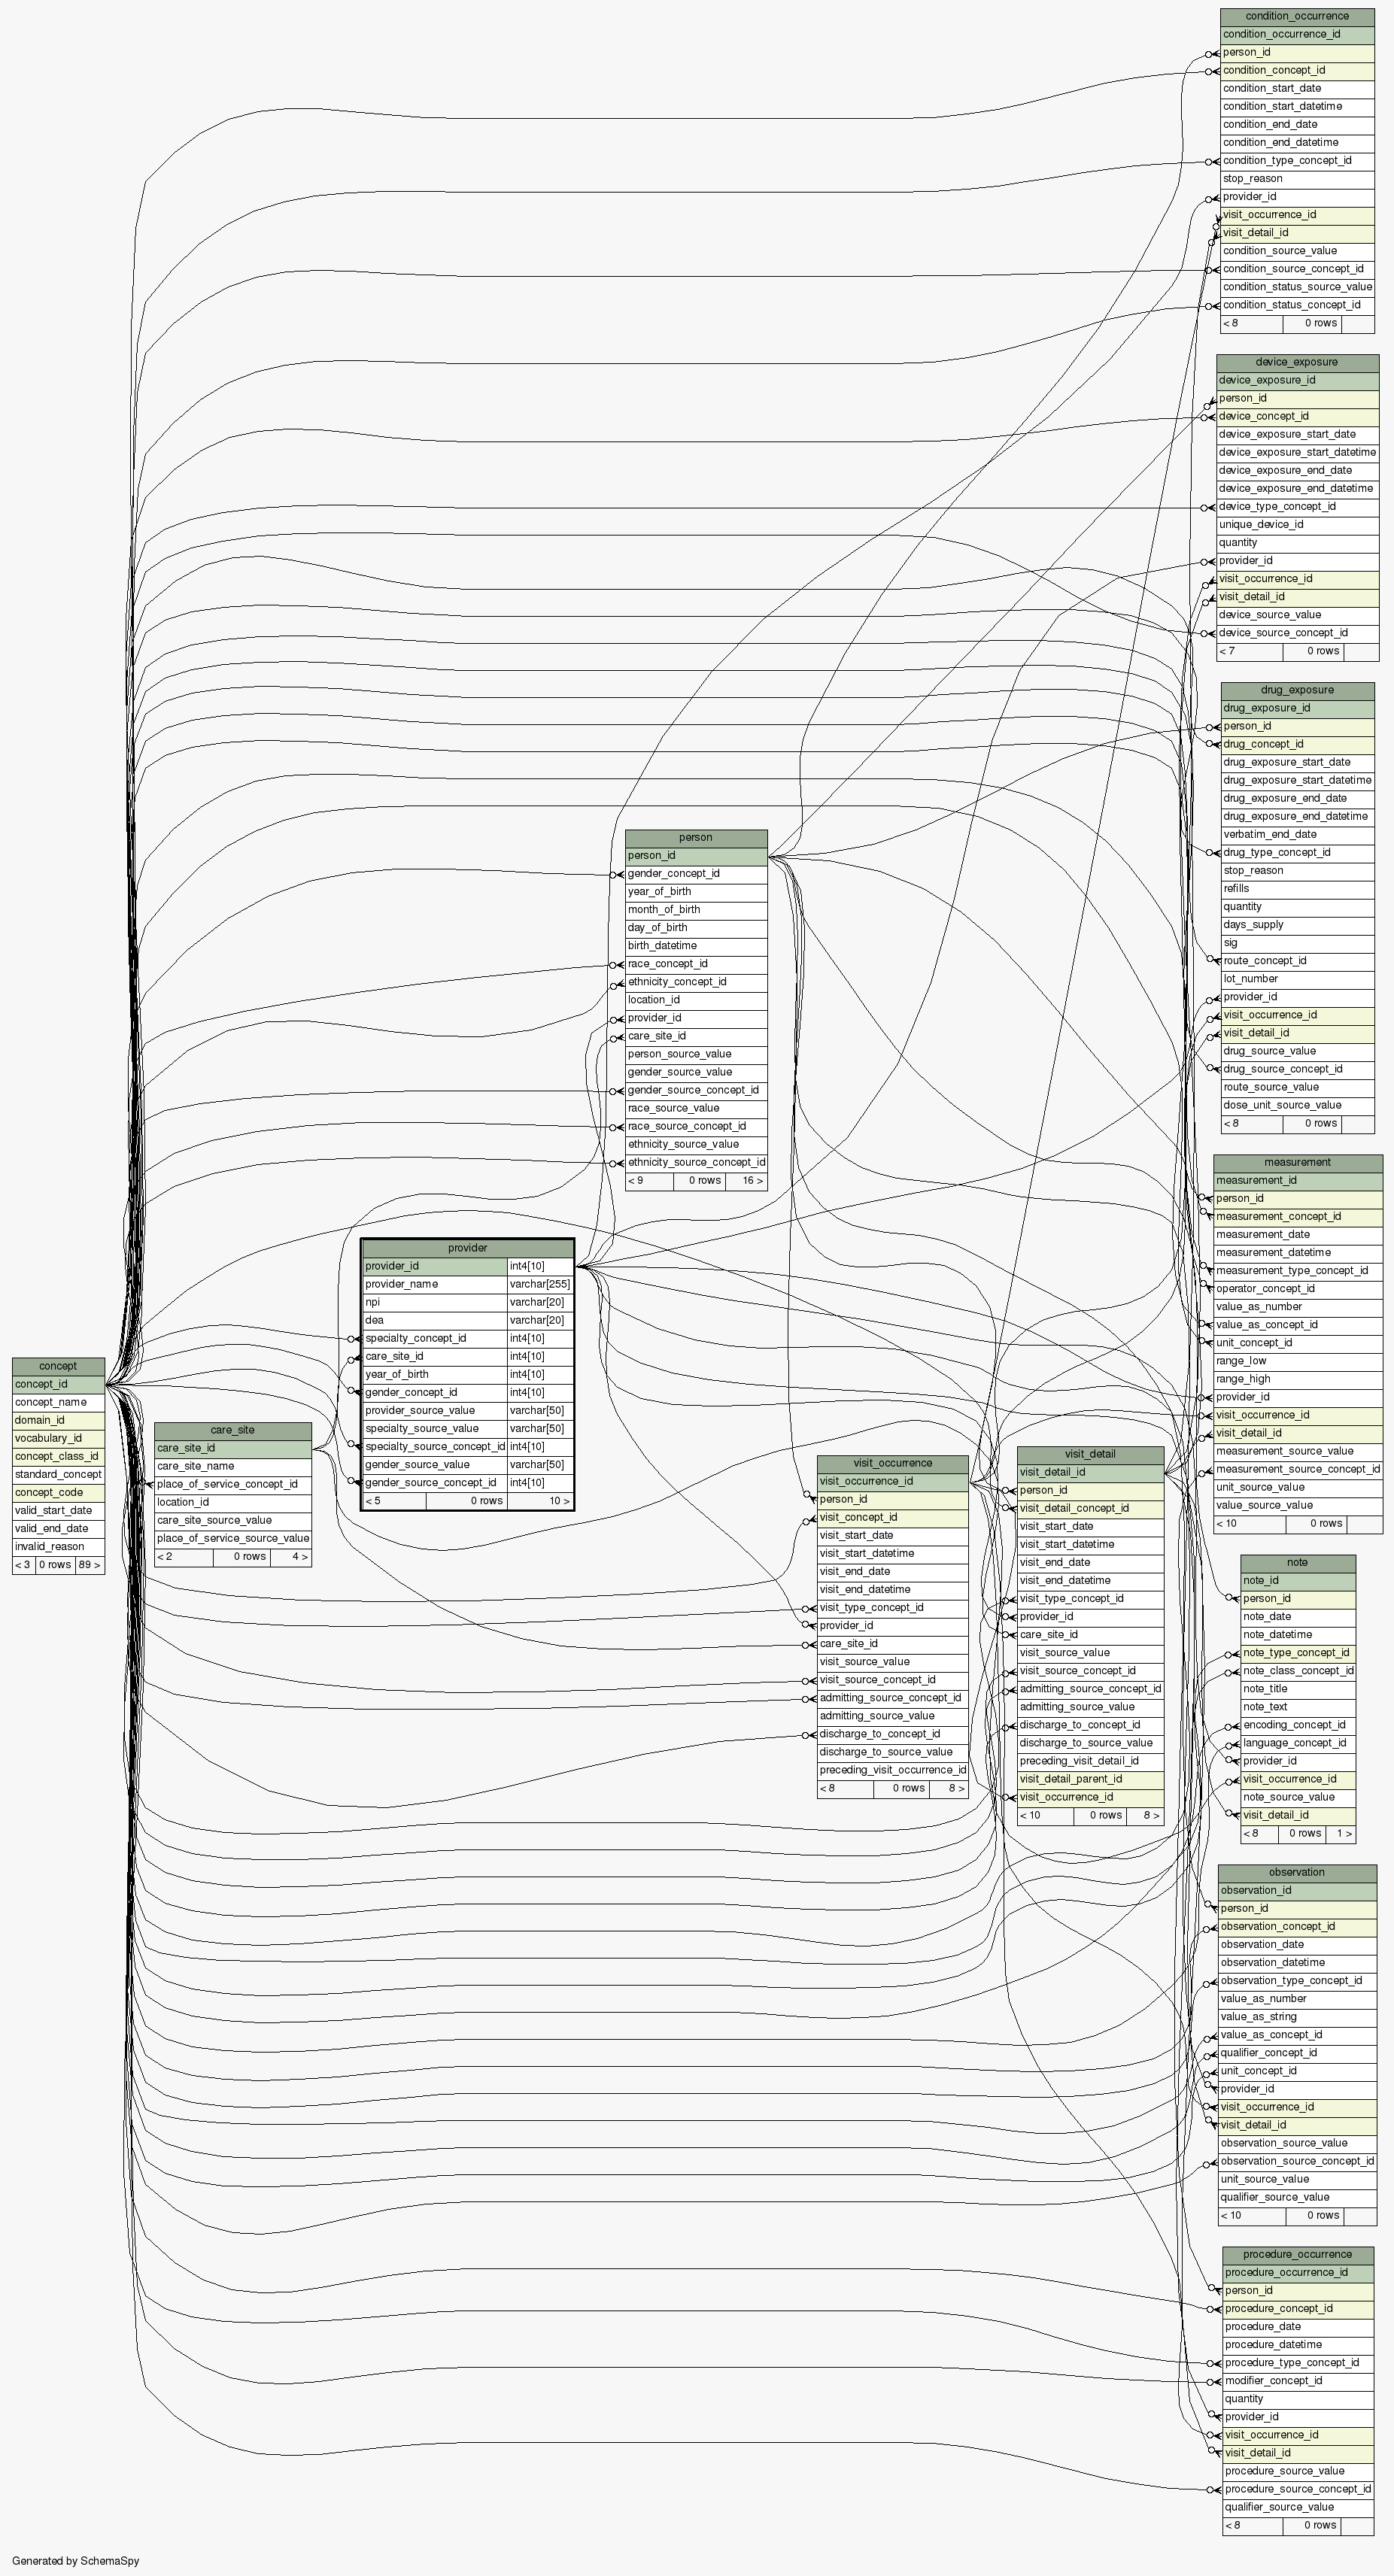 condition_occurrence
condition_occurrence_id
person_id
condition_concept_id
condition_start_date
condition_start_datetime
condition_end_date
condition_end_datetime
condition_type_concept_id
stop_reason
provider_id
visit_occurrence_id
visit_detail_id
condition_source_value
condition_source_concept_id
condition_status_source_value
condition_status_concept_id
< 8 0 rows
device_exposure
device_exposure_id
person_id
device_concept_id
device_exposure_start_date
device_exposure_start_datetime
device_exposure_end_date
device_exposure_end_datetime
device_type_concept_id
unique_device_id
quantity
provider_id
visit_occurrence_id
visit_detail_id
device_source_value
device_source_concept_id
< 7 0 rows
drug_exposure
drug_exposure_id
person_id
drug_concept_id
drug_exposure_start_date
drug_exposure_start_datetime
drug_exposure_end_date
drug_exposure_end_datetime
verbatim_end_date
drug_type_concept_id
stop_reason
refills
quantity
days_supply
sig
route_concept_id
lot_number
provider_id
visit_occurrence_id
visit_detail_id
drug_source_value
drug_source_concept_id
route_source_value
dose_unit_source_value
< 8 0 rows
person
person_id
gender_concept_id
year_of_birth
month_of_birth
day_of_birth
birth_datetime
race_concept_id
ethnicity_concept_id
location_id
provider_id
care_site_id
person_source_value
gender_source_value
gender_source_concept_id
race_source_value
race_source_concept_id
ethnicity_source_value
ethnicity_source_concept_id
< 9 0 rows 16 >
measurement
measurement_id
person_id
measurement_concept_id
measurement_date
measurement_datetime
measurement_type_concept_id
operator_concept_id
value_as_number
value_as_concept_id
unit_concept_id
range_low
range_high
provider_id
visit_occurrence_id
visit_detail_id
measurement_source_value
measurement_source_concept_id
unit_source_value
value_source_value
< 10 0 rows
provider
provider_id int4[10]
provider_name varchar[255]
npi varchar[20]
dea varchar[20]
specialty_concept_id int4[10]
care_site_id int4[10]
year_of_birth int4[10]
gender_concept_id int4[10]
provider_source_value varchar[50]
specialty_source_value varchar[50]
specialty_source_concept_id int4[10]
gender_source_value varchar[50]
gender_source_concept_id int4[10]
< 5 0 rows 10 >
concept
concept_id
concept_name
domain_id
vocabulary_id
concept_class_id
standard_concept
concept_code
valid_start_date
valid_end_date
invalid_reason
< 3 0 rows 89 >
care_site
care_site_id
care_site_name
place_of_service_concept_id
location_id
care_site_source_value
place_of_service_source_value
< 2 0 rows 4 >
visit_occurrence
visit_occurrence_id
person_id
visit_concept_id
visit_start_date
visit_start_datetime
visit_end_date
visit_end_datetime
visit_type_concept_id
provider_id
care_site_id
visit_source_value
visit_source_concept_id
admitting_source_concept_id
admitting_source_value
discharge_to_concept_id
discharge_to_source_value
preceding_visit_occurrence_id
< 8 0 rows 8 >
visit_detail
visit_detail_id
person_id
visit_detail_concept_id
visit_start_date
visit_start_datetime
visit_end_date
visit_end_datetime
visit_type_concept_id
provider_id
care_site_id
visit_source_value
visit_source_concept_id
admitting_source_concept_id
admitting_source_value
discharge_to_concept_id
discharge_to_source_value
preceding_visit_detail_id
visit_detail_parent_id
visit_occurrence_id
< 10 0 rows 8 >
note
note_id
person_id
note_date
note_datetime
note_type_concept_id
note_class_concept_id
note_title
note_text
encoding_concept_id
language_concept_id
provider_id
visit_occurrence_id
note_source_value
visit_detail_id
< 8 0 rows 1 >
observation
observation_id
person_id
observation_concept_id
observation_date
observation_datetime
observation_type_concept_id
value_as_number
value_as_string
value_as_concept_id
qualifier_concept_id
unit_concept_id
provider_id
visit_occurrence_id
visit_detail_id
observation_source_value
observation_source_concept_id
unit_source_value
qualifier_source_value
< 10 0 rows
procedure_occurrence
procedure_occurrence_id
person_id
procedure_concept_id
procedure_date
procedure_datetime
procedure_type_concept_id
modifier_concept_id
quantity
provider_id
visit_occurrence_id
visit_detail_id
procedure_source_value
procedure_source_concept_id
qualifier_source_value
< 8 0 rows
Generated by SchemaSpy